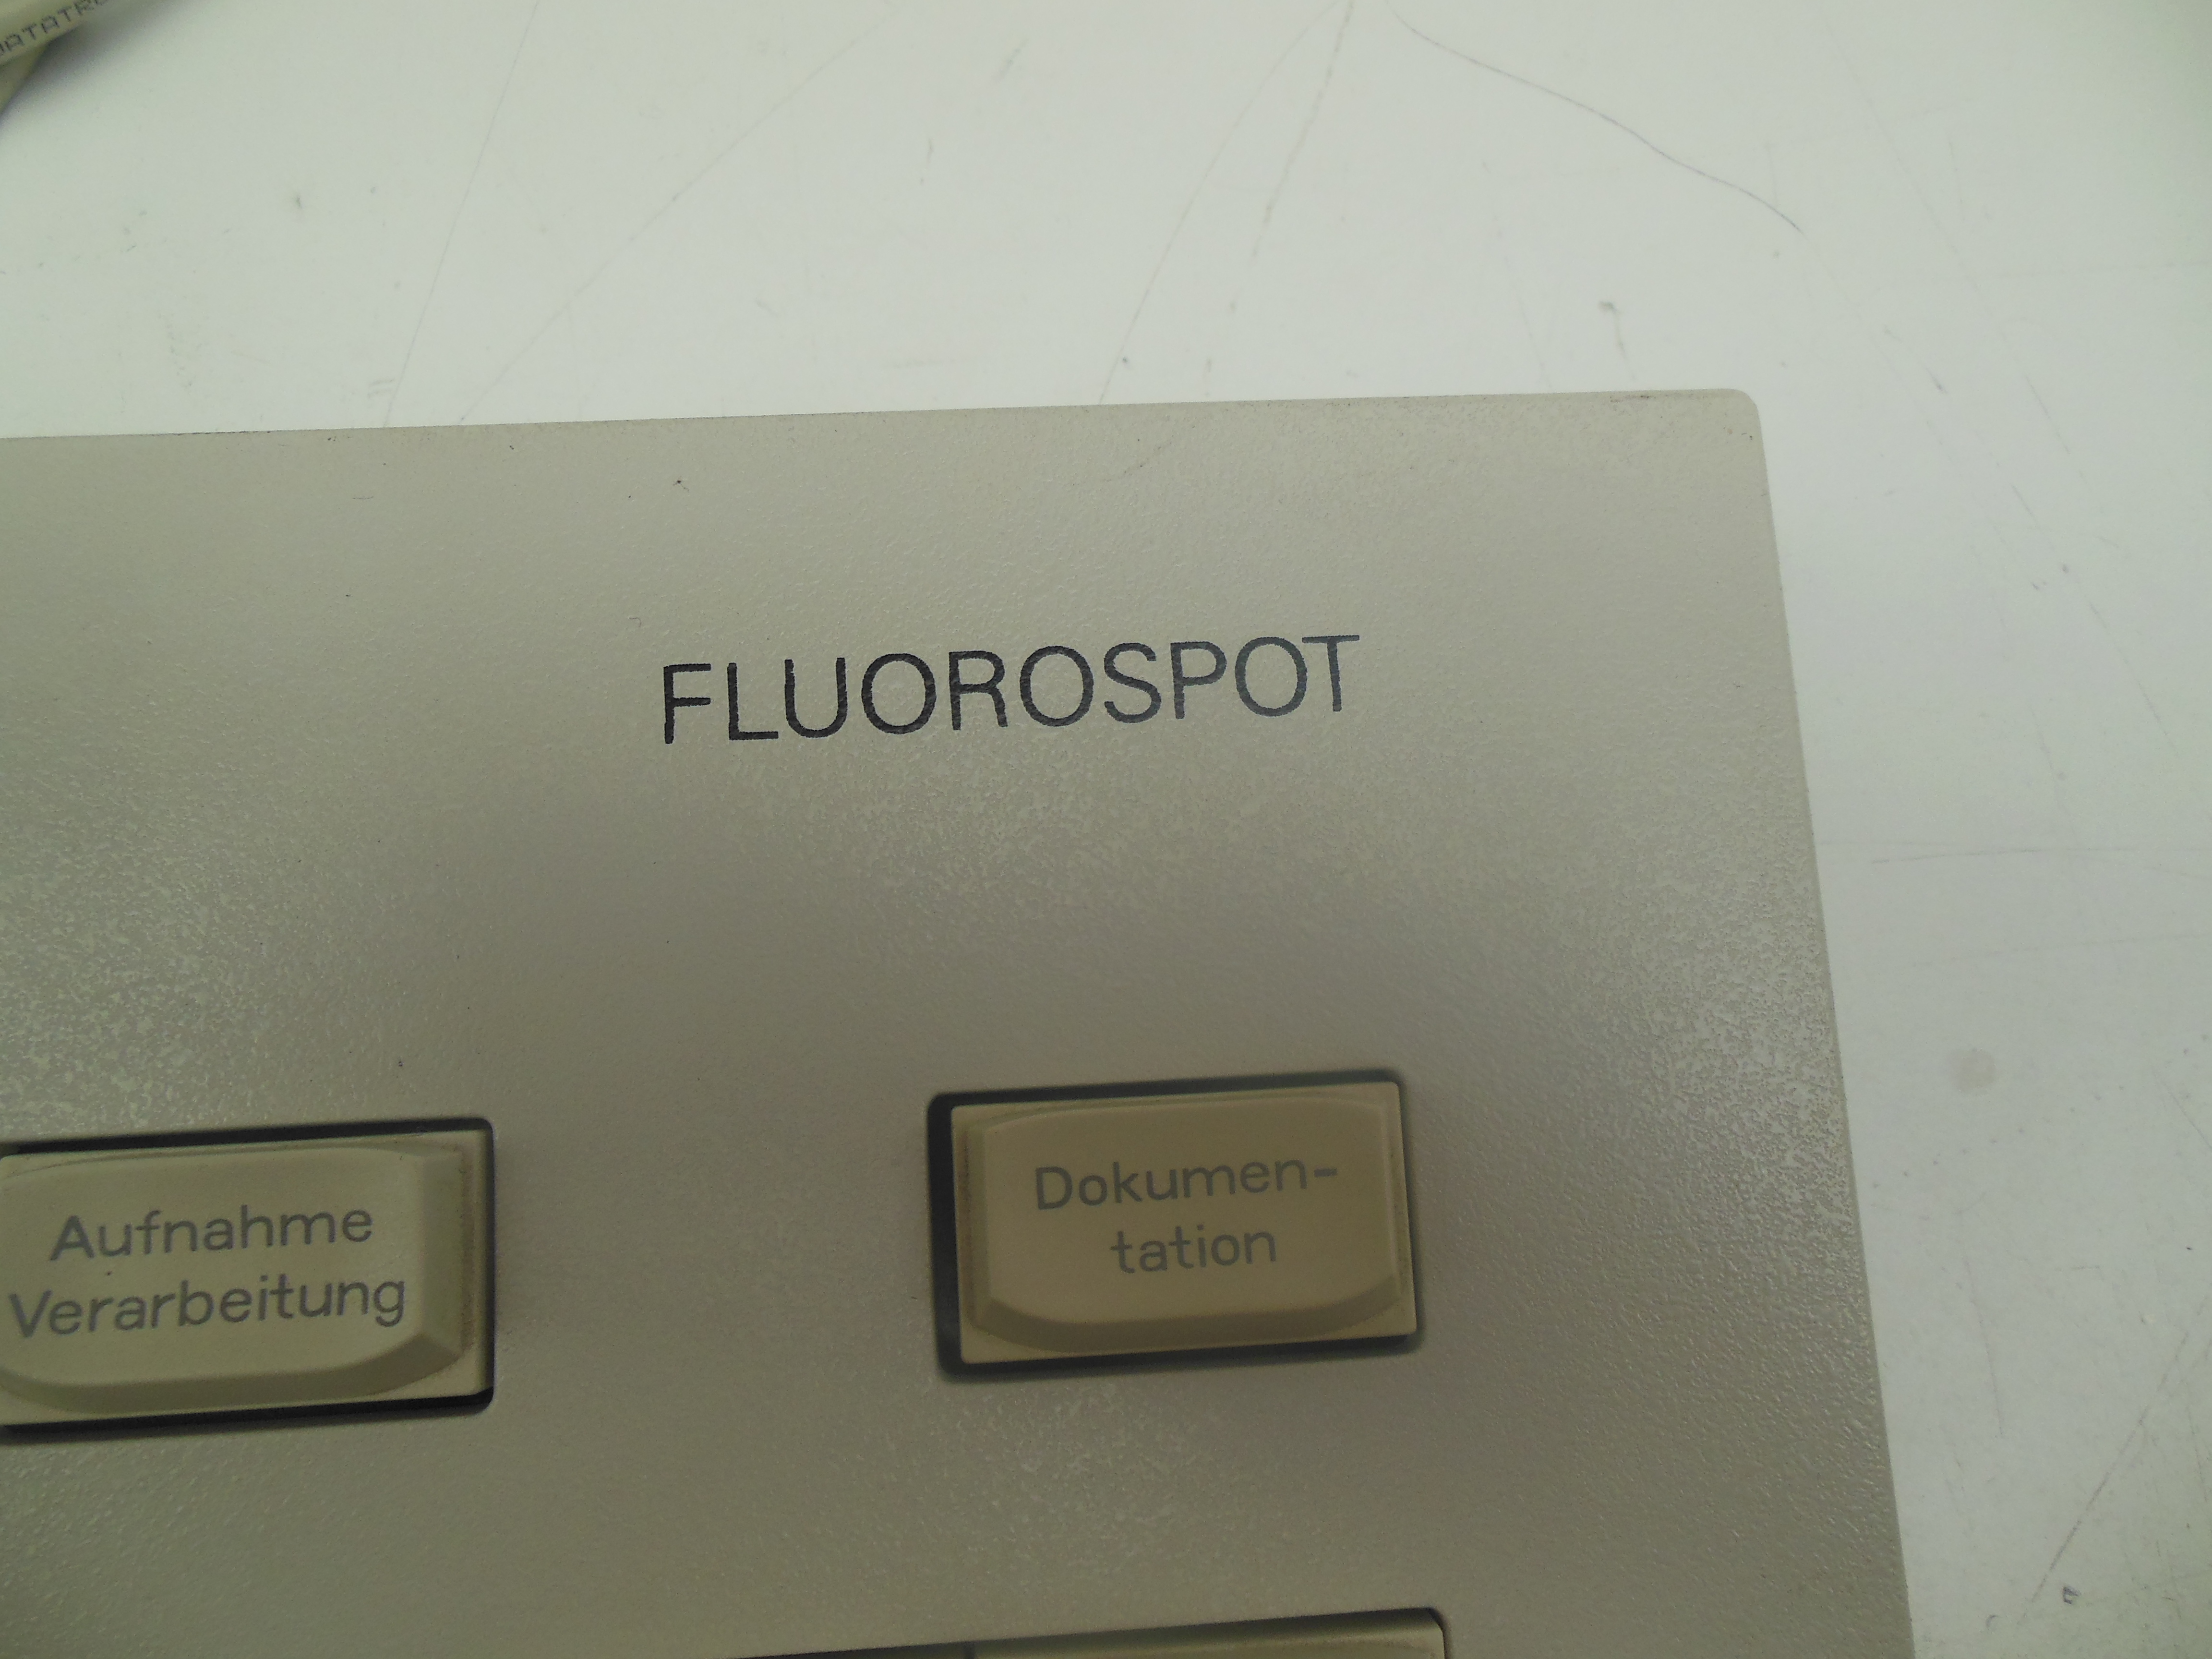 FLUOROSPOT
Aufnahme
Verarbeitung
Dokumen-
tation